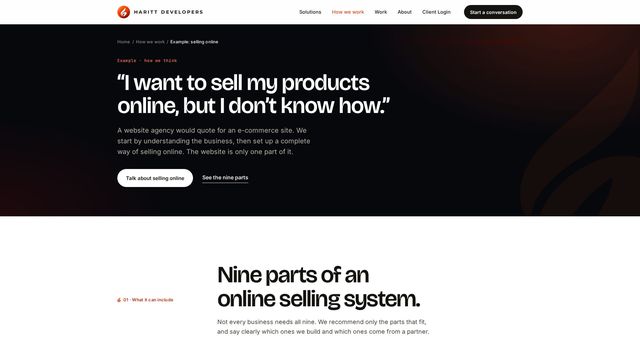 HARITT DEVELOPERS
Solutions How we work Work About Client Login Start a conversation
Home / How we work / Example: selling online
Example - how we think
“I want to sell my products
online, but I don’t know how.”
A website agency would quote for an e-commerce site. We
start by understanding the business, then set up a complete
way of selling online. The website is only one part of it.
Talk about selling online See the nine parts
Nine parts of an
online selling system.
01 · What it can include
Not every business needs all nine. We recommend only the parts that fit,
and say clearly which ones we build and which ones come from a partner.